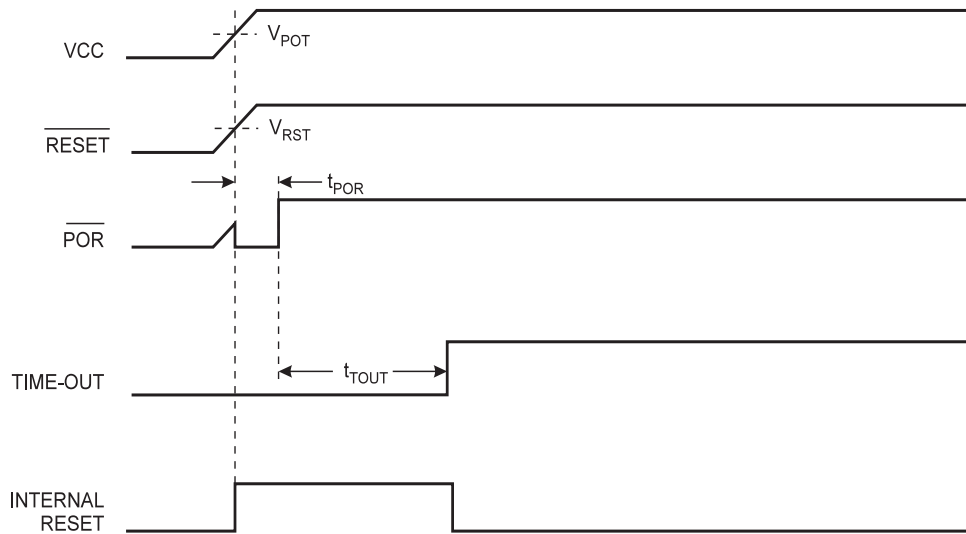 VCC
VPOT
RESET
VRST
tPOR
POR
TIME-OUT
tTOUT
INTERNAL
RESET